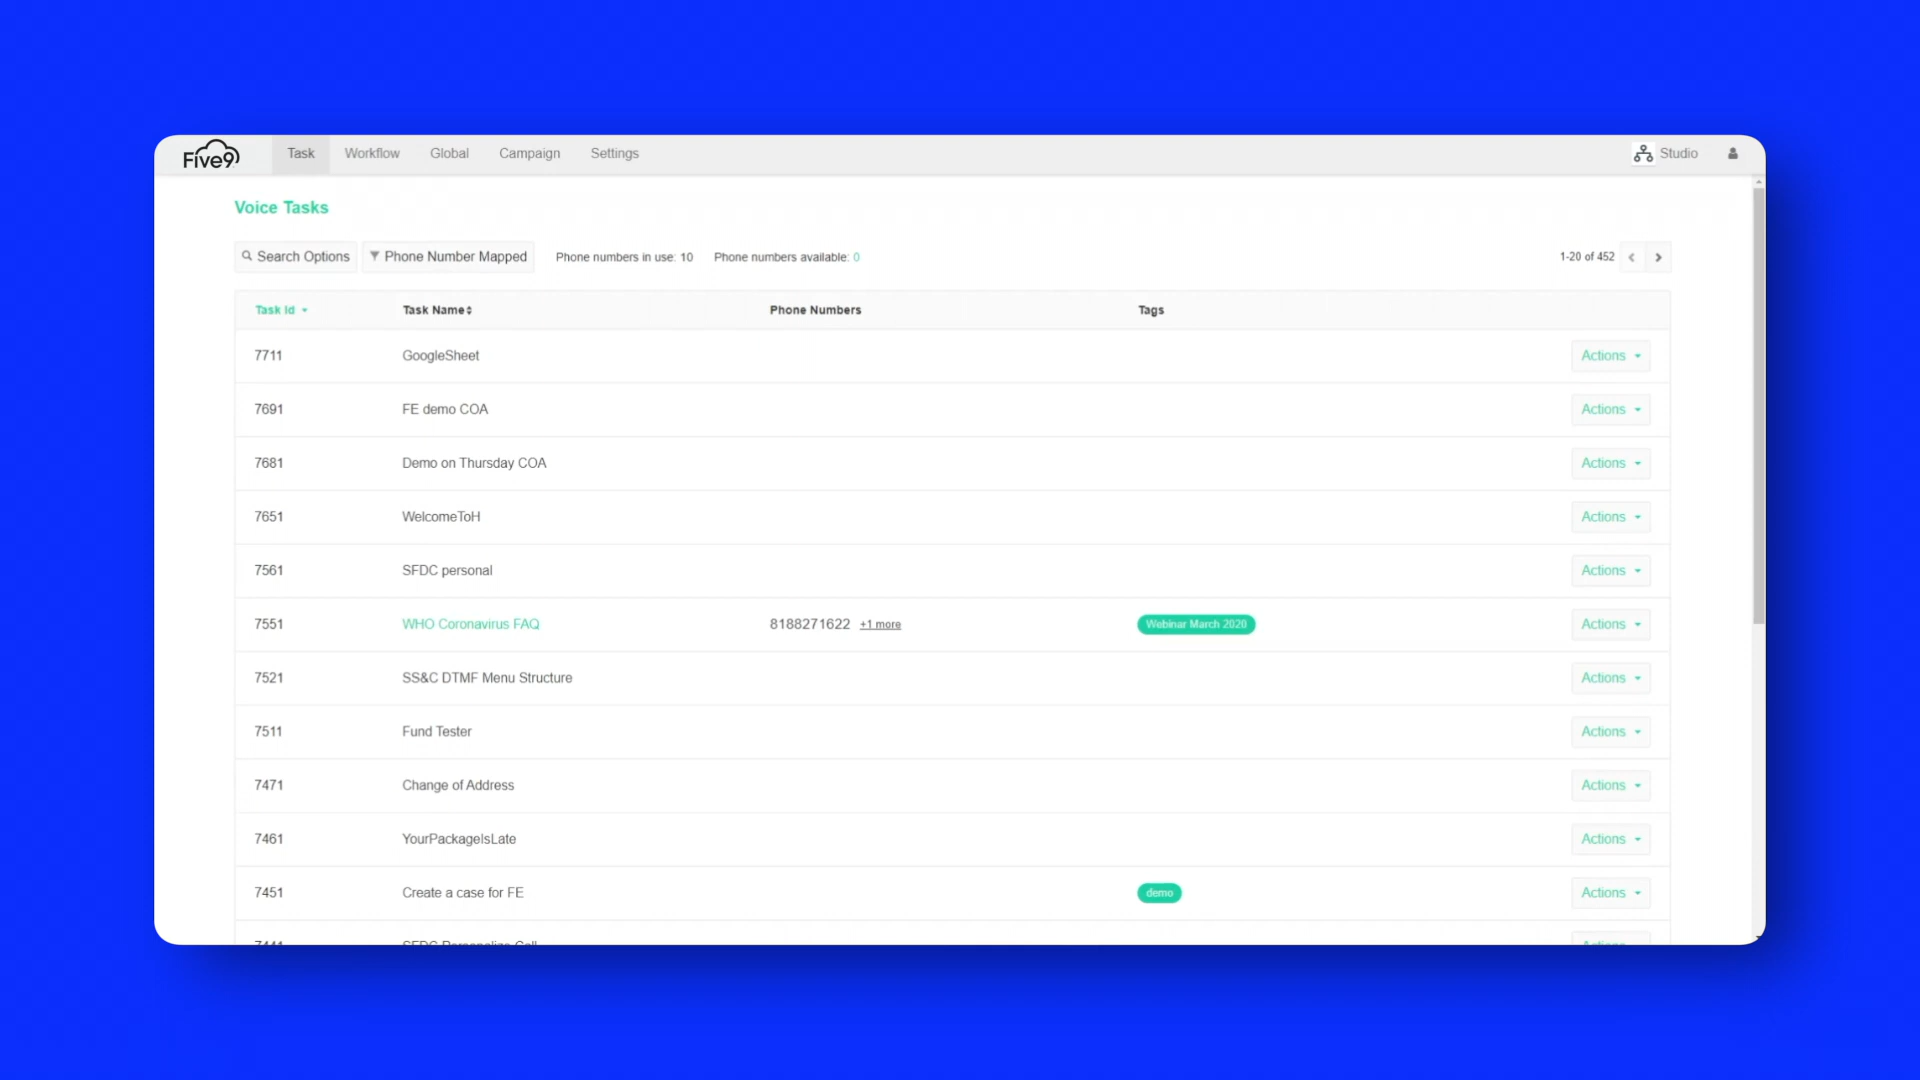 Five9 Task Workflow Global Campaign Settings Studio
Voice Tasks
Search Options Phone Number Mapped Phone numbers in use: 10 Phone numbers available: 0 1-20 of 452
Task Id Task Name Phone Numbers Tags
7711 GoogleSheet Actions
7691 FE demo COA Actions
7681 Demo on Thursday COA Actions
7651 WelcomeToH Actions
7561 SFDC personal Actions
7551 WHO Coronavirus FAQ 8188271622 +1 more Webinar March 2020 Actions
7521 SS&C DTMF Menu Structure Actions
7511 Fund Tester Actions
7471 Change of Address Actions
7461 YourPackageIsLate Actions
7451 Create a case for FE demo Actions